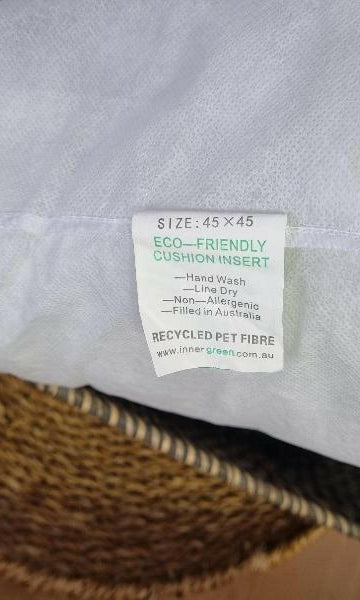 SIZE: 45×45
ECO—FRIENDLY
CUSHION INSERT
—Hand Wash
—Line Dry
—Non—Allergenic
—Filled in Australia
RECYCLED PET FIBRE
www.innergreen.com.au